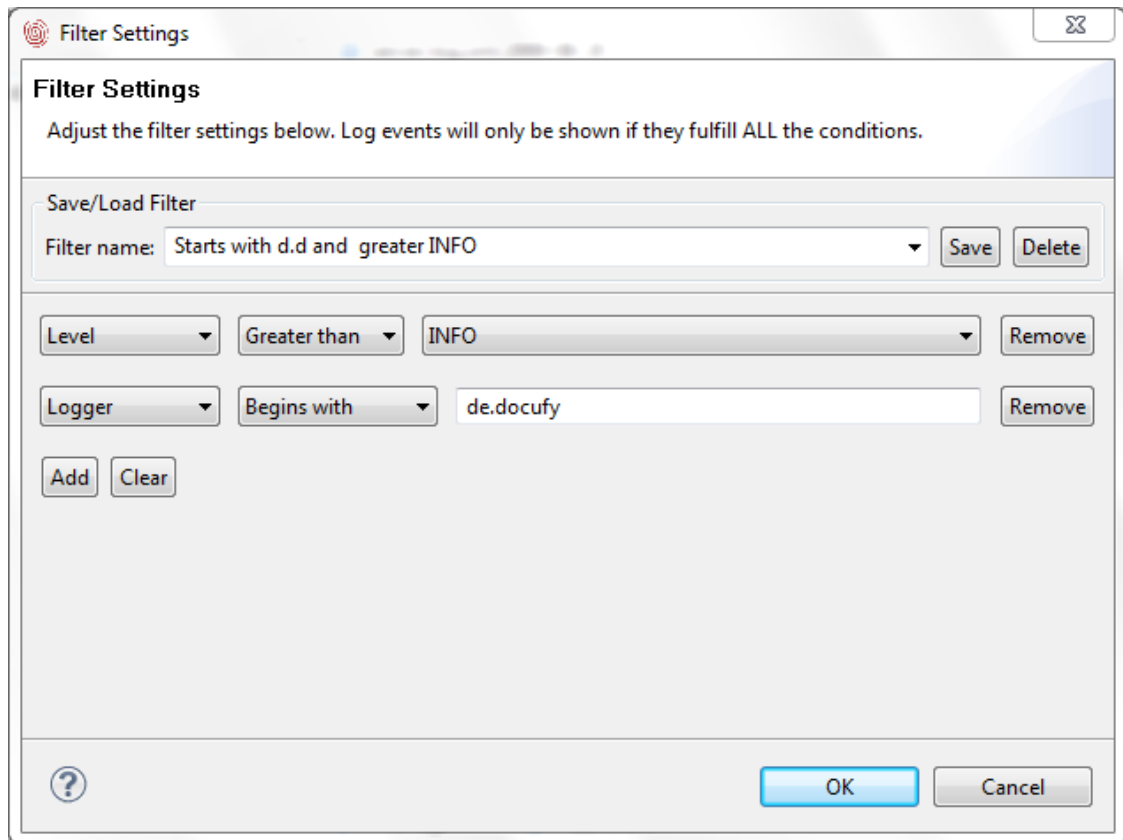 Filter Settings
Filter Settings
Adjust the filter settings below. Log events will only be shown if they fulfill ALL the conditions.
Save/Load Filter
Filter name: Starts with d.d and  greater INFO Save Delete
Level Greater than INFO Remove
Logger Begins with de.docufy Remove
Add Clear
? OK Cancel